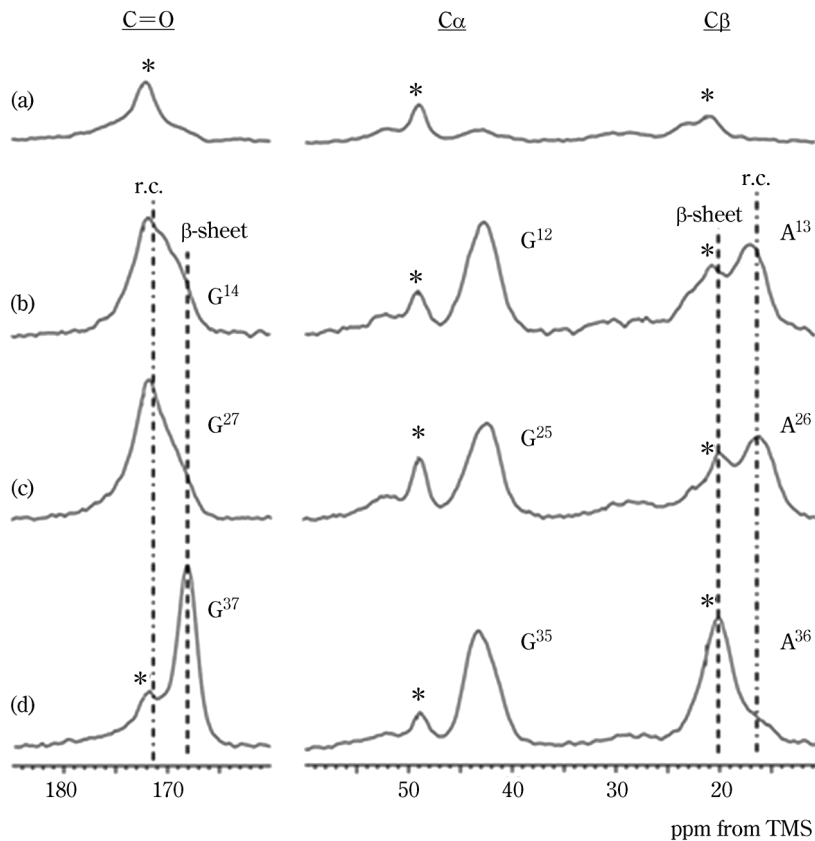 C=O Cα Cβ
* * *
(a)
r.c. r.c.
β-sheet β-sheet
G¹² A¹³
* *
(b) G¹⁴
G²⁷ G²⁵ A²⁶
* *
(c)
G³⁷ *
G³⁵ A³⁶
* *
(d)
180 170 50 40 30 20
ppm from TMS